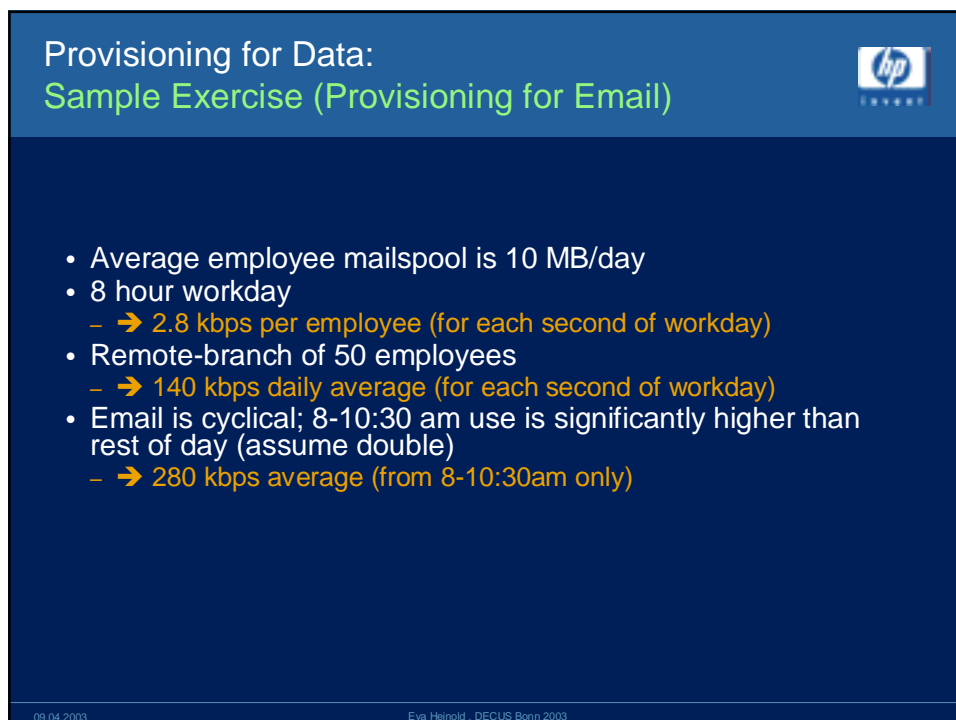 Provisioning for Data:
Sample Exercise (Provisioning for Email)
hp
invent
• Average employee mailspool is 10 MB/day
• 8 hour workday
– ➔ 2.8 kbps per employee (for each second of workday)
• Remote-branch of 50 employees
– ➔ 140 kbps daily average (for each second of workday)
• Email is cyclical; 8-10:30 am use is significantly higher than
rest of day (assume double)
– ➔ 280 kbps average (from 8-10:30am only)
09.04.2003
Eva Heinold , DECUS Bonn 2003